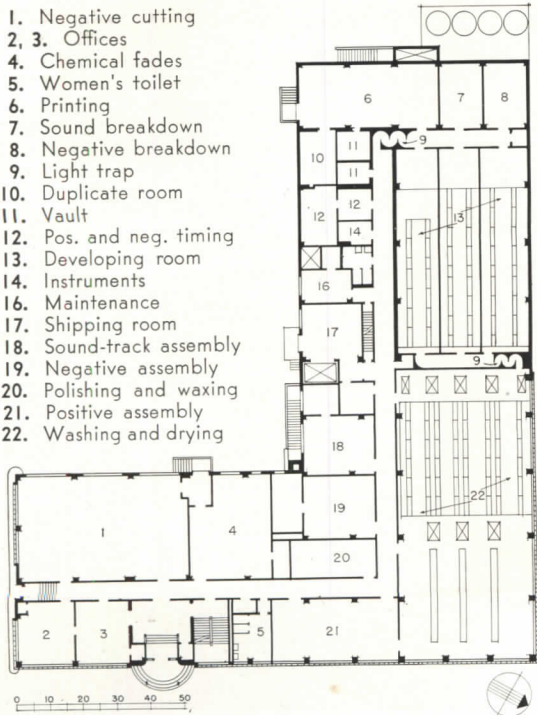 1. Negative cutting
2, 3. Offices
4. Chemical fades
5. Women's toilet
6. Printing
7. Sound breakdown
8. Negative breakdown
9. Light trap
10. Duplicate room
11. Vault
12. Pos. and neg. timing
13. Developing room
14. Instruments
16. Maintenance
17. Shipping room
18. Sound-track assembly
19. Negative assembly
20. Polishing and waxing
21. Positive assembly
22. Washing and drying
6
7
8
9
10
11
11
12
12
13
14
16
17
9
18
22
19
1
4
20
2
3
5
21
0 10 20 30 40 50